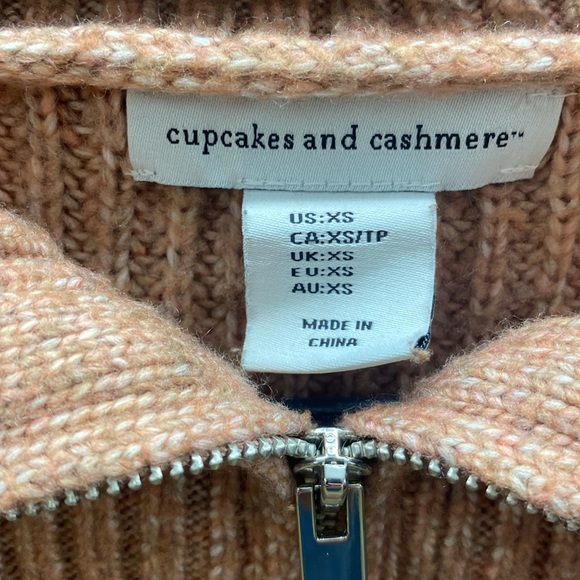 cupcakes and cashmere™
US:XS
CA:XS/TP
UK:XS
EU:XS
AU:XS
MADE IN
CHINA